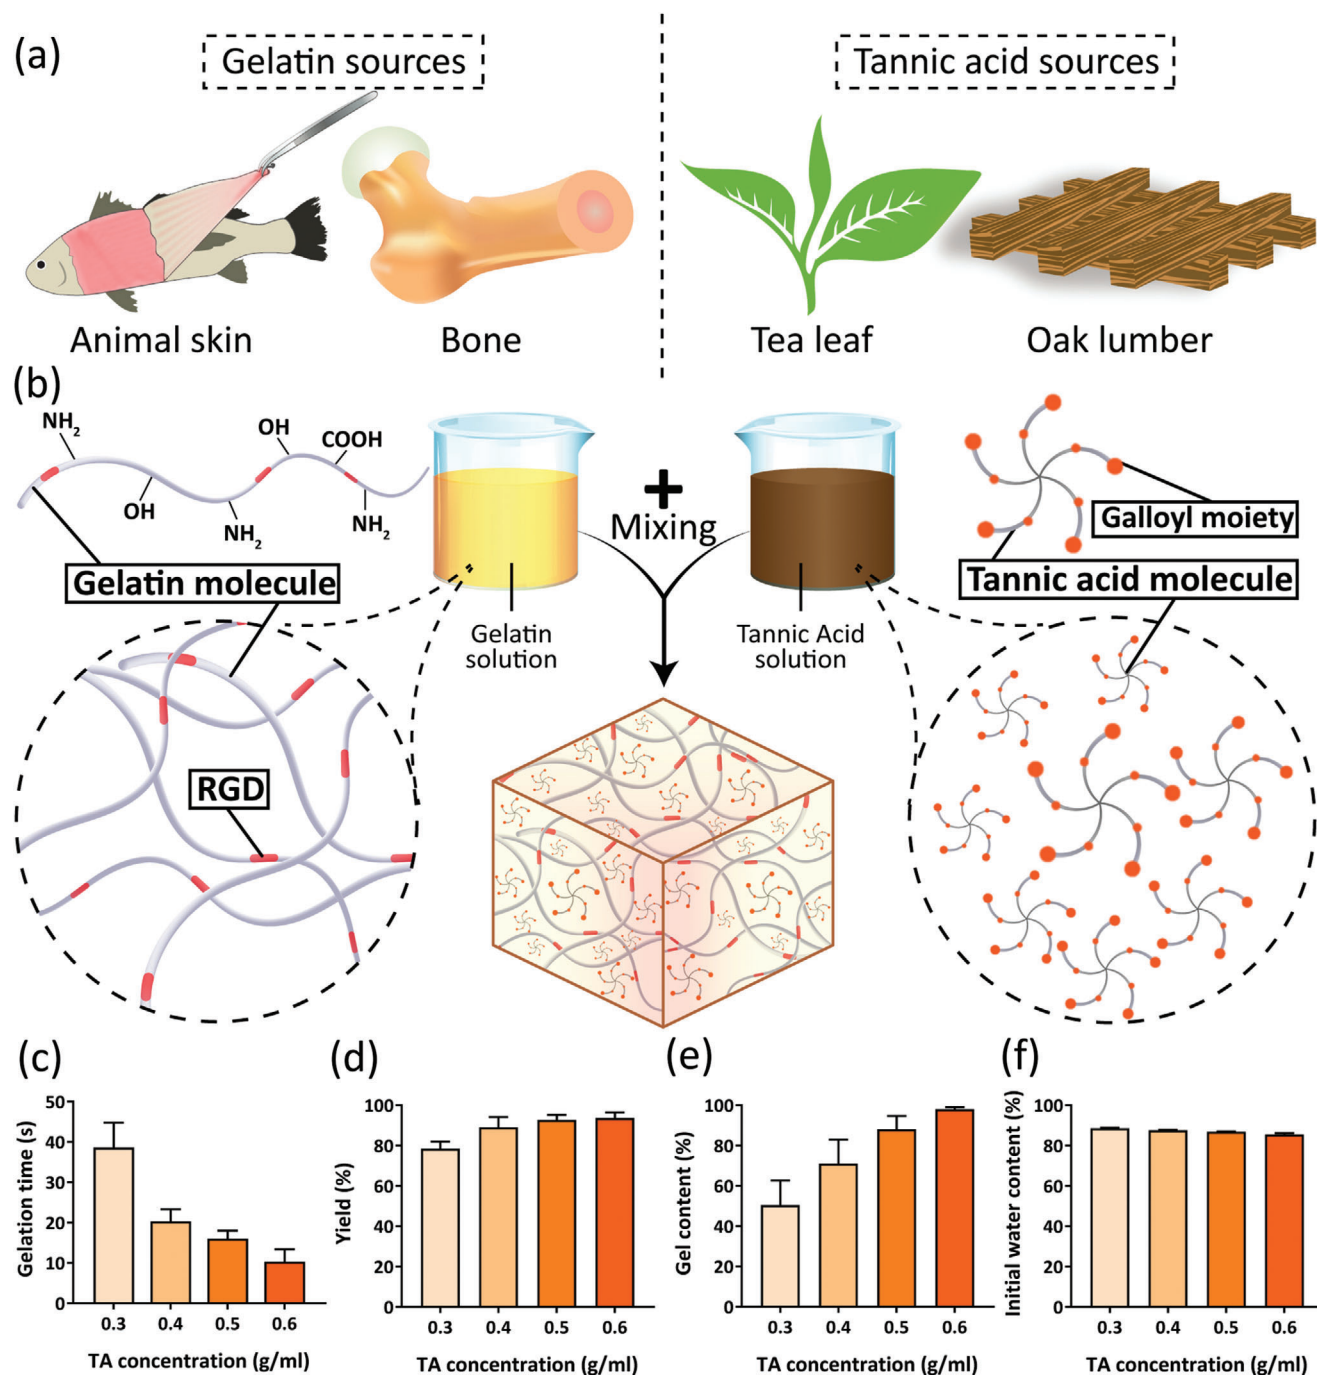 (a)
Gelatin sources
Tannic acid sources
Animal skin
Bone
Tea leaf
Oak lumber
(b)
NH2
OH
COOH
OH
NH2
NH2
Gelatin molecule
RGD
Gelatin
solution
+
Mixing
Tannic Acid
solution
Galloyl moiety
Tannic acid molecule
(c)
Gelation time (s)
50
40
30
20
10
0
0.3 0.4 0.5 0.6
TA concentration (g/ml)
(d)
Yield (%)
100
80
60
40
20
0
0.3 0.4 0.5 0.6
TA concentration (g/ml)
(e)
Gel content (%)
100
80
60
40
20
0
0.3 0.4 0.5 0.6
TA concentration (g/ml)
(f)
Initial water content (%)
100
80
60
40
20
0
0.3 0.4 0.5 0.6
TA concentration (g/ml)